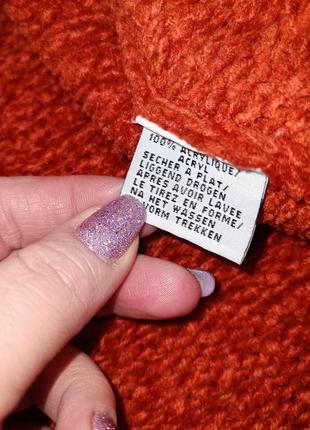 100% ACRYLIQUE/
ACRYL
SECHER A PLAT/
LIGGEND DROGEN
APRES AVOIR LAVEE
LE TIREZ EN FORME/
NA HET WASSEN
VORM TREKKEN